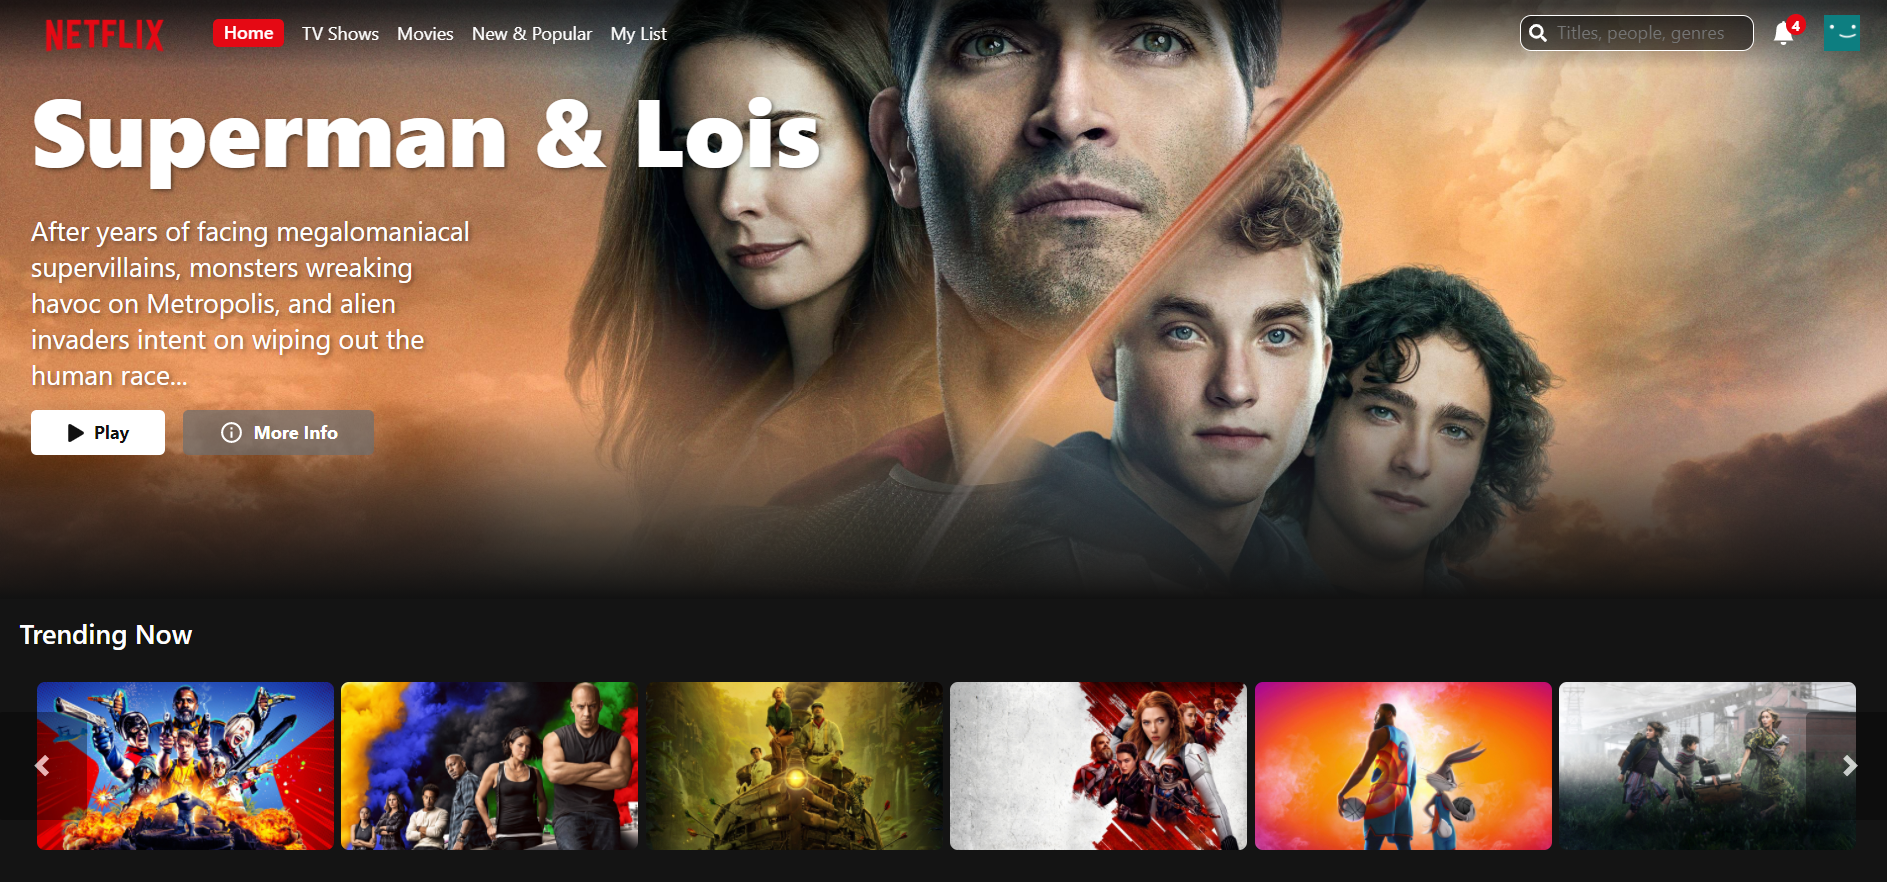 NETFLIX Home TV Shows Movies New & Popular My List Titles, people, genres 4
Superman & Lois
After years of facing megalomaniacal
supervillains, monsters wreaking
havoc on Metropolis, and alien
invaders intent on wiping out the
human race...
Play More Info
Trending Now